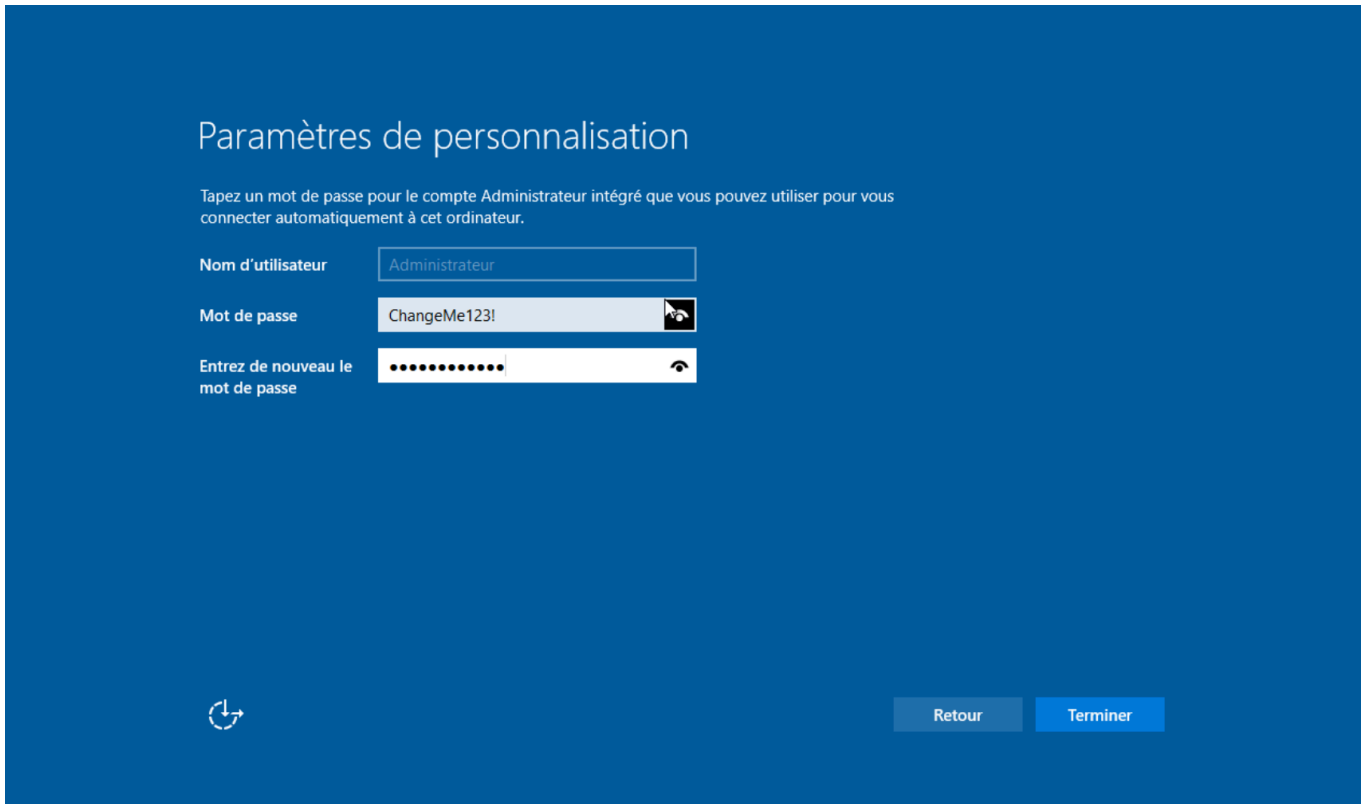 Paramètres de personnalisation
Tapez un mot de passe pour le compte Administrateur intégré que vous pouvez utiliser pour vous
connecter automatiquement à cet ordinateur.
Nom d’utilisateur
Administrateur
Mot de passe
ChangeMe123!
Entrez de nouveau le
mot de passe
••••••••••••
Retour
Terminer